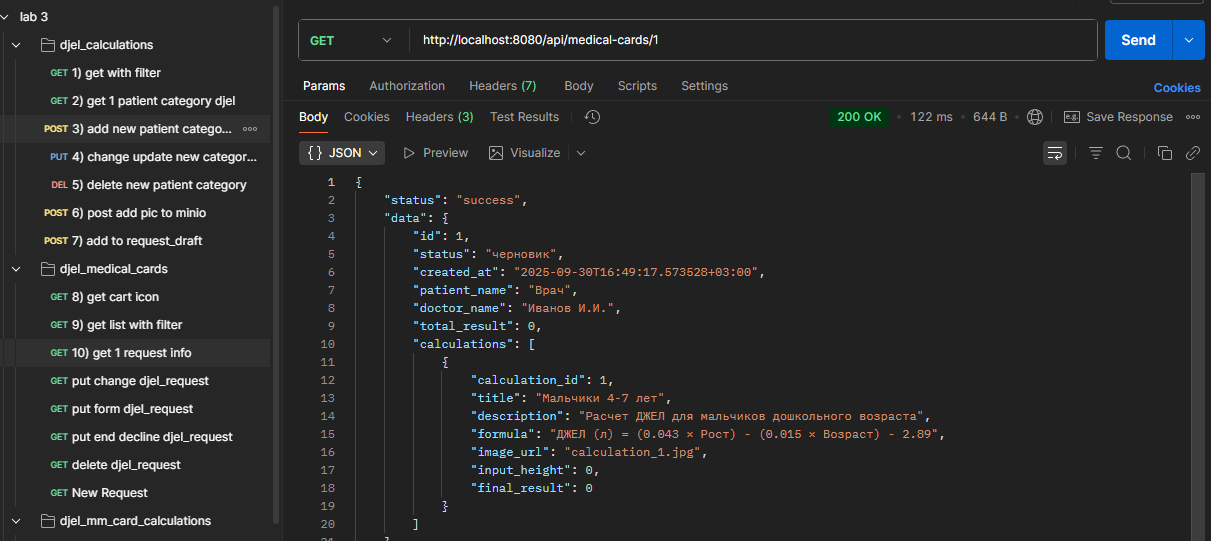 lab 3
djel_calculations
GET 1) get with filter
GET 2) get 1 patient category djel
POST 3) add new patient catego...
PUT 4) change update new categor...
DEL 5) delete new patient category
POST 6) post add pic to minio
POST 7) add to request_draft
djel_medical_cards
GET 8) get cart icon
GET 9) get list with filter
GET 10) get 1 request info
GET put change djel_request
GET put form djel_request
GET put end decline djel_request
GET delete djel_request
GET New Request
djel_mm_card_calculations
GET http://localhost:8080/api/medical-cards/1 Send
Params Authorization Headers (7) Body Scripts Settings Cookies
Body Cookies Headers (3) Test Results 200 OK • 122 ms • 644 B • e.g. Save Response
{} JSON Preview Visualize
1 {
2 "status": "success",
3 "data": {
4 "id": 1,
5 "status": "черновик",
6 "created_at": "2025-09-30T16:49:17.573528+03:00",
7 "patient_name": "Врач",
8 "doctor_name": "Иванов И.И.",
9 "total_result": 0,
10 "calculations": [
11 {
12 "calculation_id": 1,
13 "title": "Мальчики 4-7 лет",
14 "description": "Расчет ДЖЕЛ для мальчиков дошкольного возраста",
15 "formula": "ДЖЕЛ (л) = (0.043 × Рост) - (0.015 × Возраст) - 2.89",
16 "image_url": "calculation_1.jpg",
17 "input_height": 0,
18 "final_result": 0
19 }
20 ]